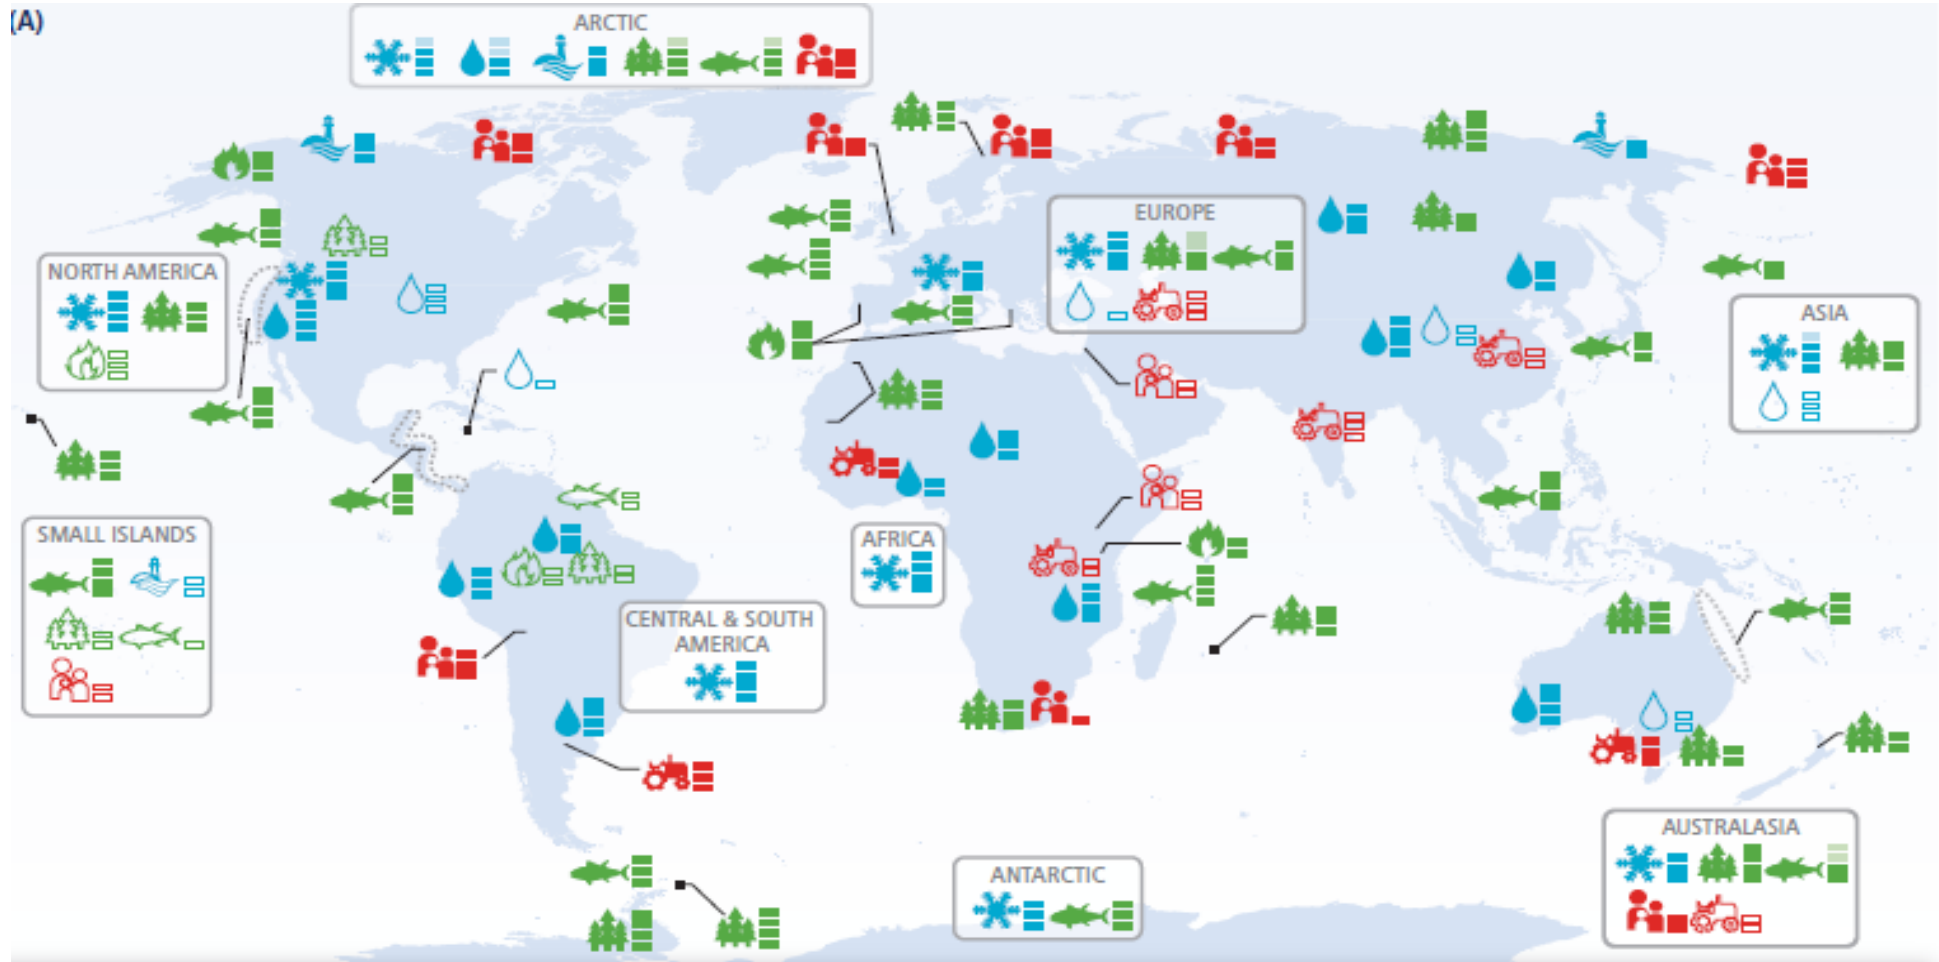 (A)
ARCTIC
EUROPE
NORTH AMERICA
ASIA
SMALL ISLANDS
AFRICA
CENTRAL & SOUTH
AMERICA
AUSTRALASIA
ANTARCTIC